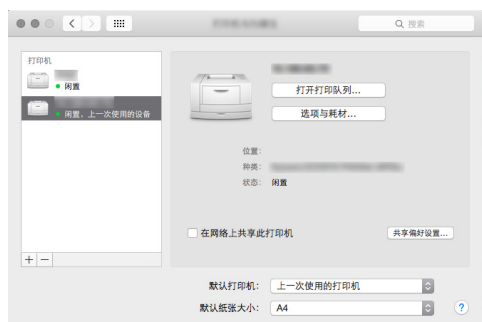 搜索
打印机
闲置
闲置，上一次使用的设备
打开打印队列...
选项与耗材...
位置:
种类:
状态: 闲置
在网络上共享此打印机
共享偏好设置...
+ −
默认打印机: 上一次使用的打印机
默认纸张大小: A4
?